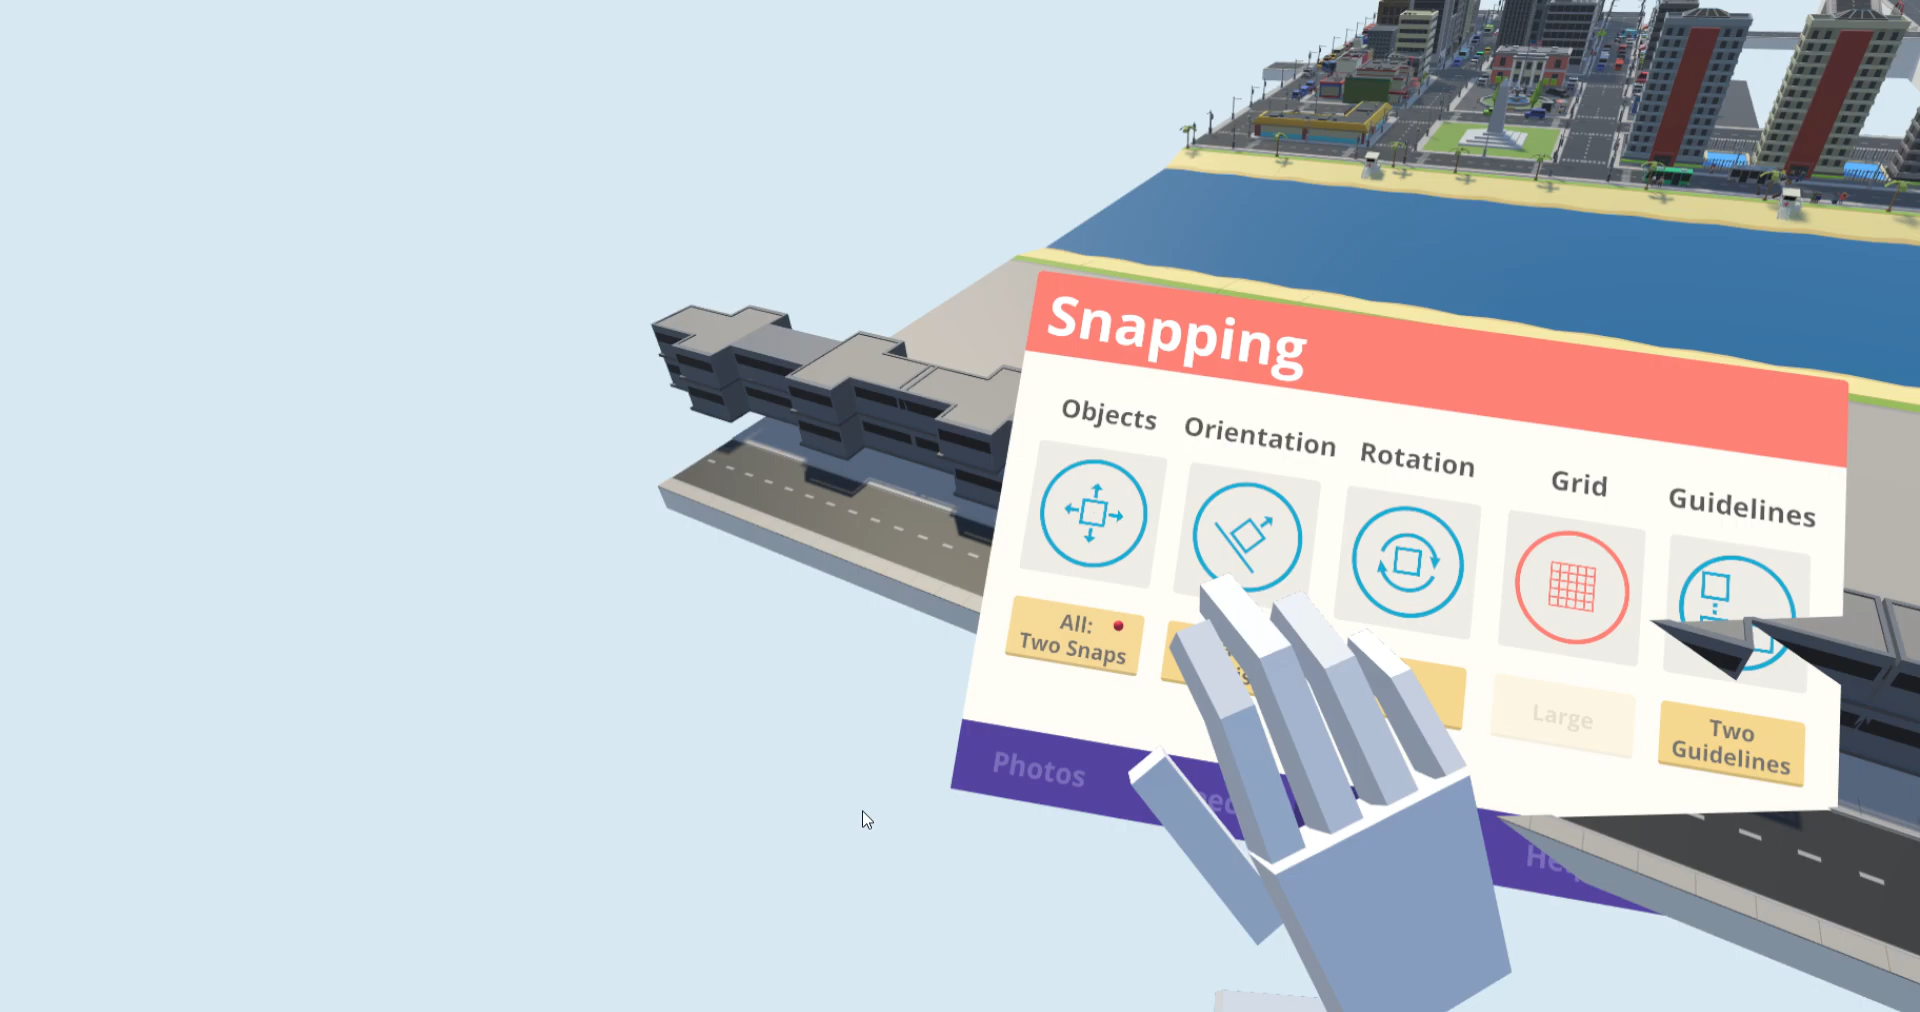 Snapping
Objects
Orientation
Rotation
Grid
Guidelines
All:
Two Snaps
Large
Two
Guidelines
Photos